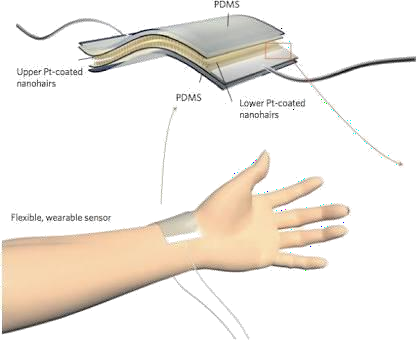 PDMS
Upper Pt-coated
nanohairs
PDMS
Lower Pt-coated
nanohairs
Flexible, wearable sensor